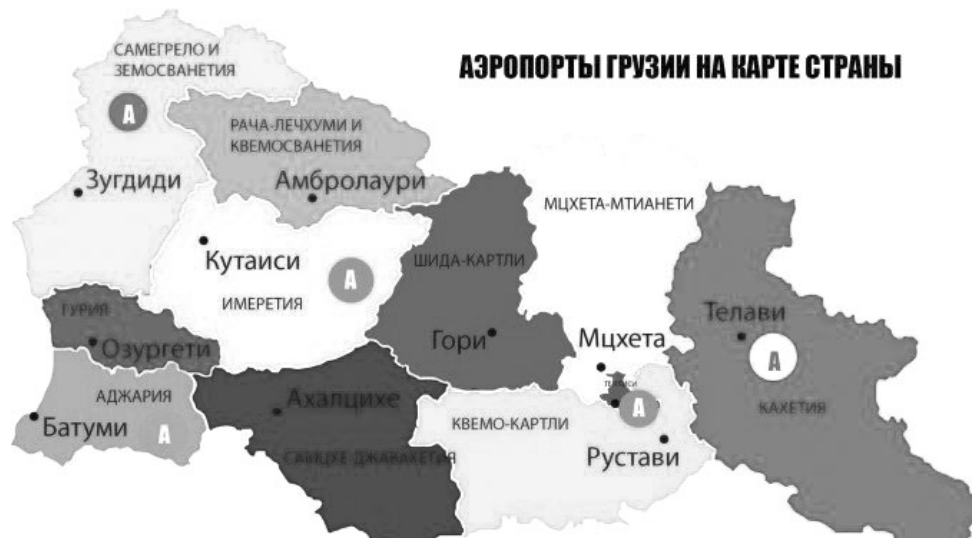 САМЕГРЕЛО И
ЗЕМОСВАНЕТИЯ
АЭРОПОРТЫ ГРУЗИИ НА КАРТЕ СТРАНЫ
А
РАЧА-ЛЕЧХУМИ И
КВЕМОСВАНЕТИЯ
Зугдиди
Амбролаури
МЦХЕТА-МТИАНЕТИ
Кутаиси
ШИДА-КАРТЛИ
А
ИМЕРЕТИЯ
ГУРИЯ
Телави
Гори
Мцхета
Озургети
А
ТБИЛИСИ
АДЖАРИЯ
Ахалцихе
А
КАХЕТИЯ
Батуми
А
КВЕМО-КАРТЛИ
Рустави